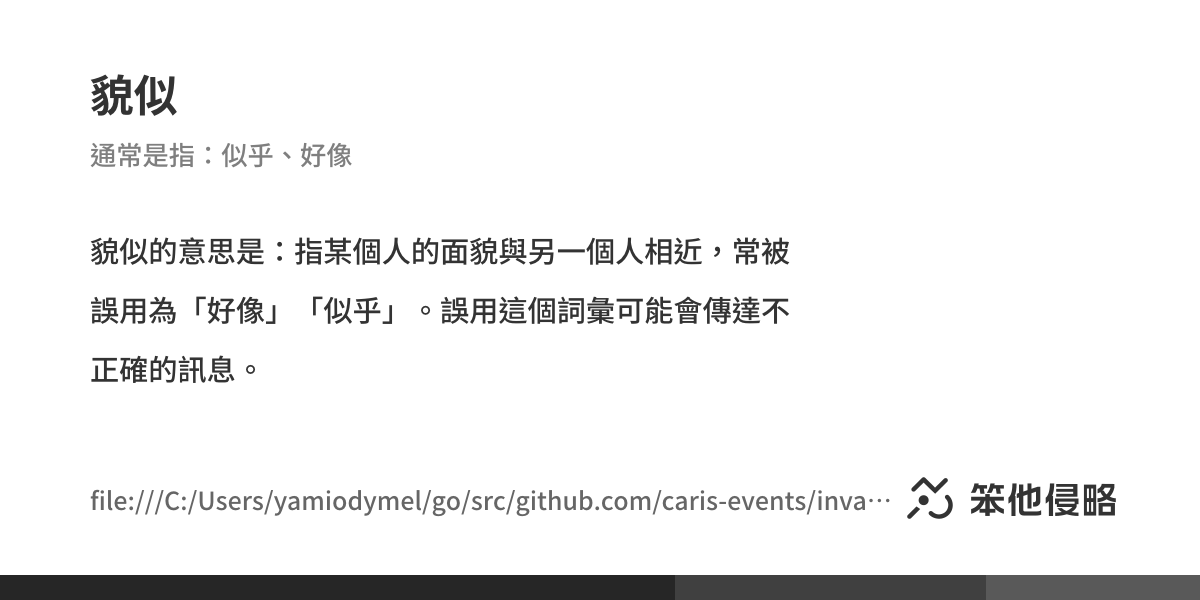 貌似
通常是指：似乎、好像
貌似的意思是：指某個人的面貌與另一個人相近，常被
誤用為「好像」「似乎」。誤用這個詞彙可能會傳達不
正確的訊息。
file:///C:/Users/yamiodymel/go/src/github.com/caris-events/inva…
笨他侵略